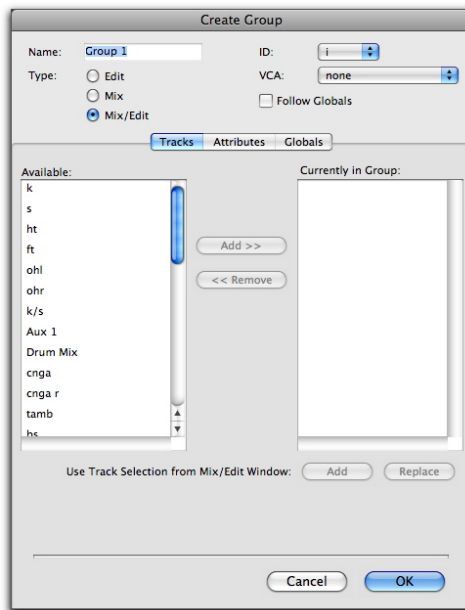 Create Group
Name: Group 1 ID: i
Type: Edit VCA: none
Mix Follow Globals
Mix/Edit
Tracks Attributes Globals
Available: Currently in Group:
k
s
ht
ft
ohl
Add >>
ohr
<< Remove
k/s
Aux 1
Drum Mix
cnga
cnga r
tamb
Use Track Selection from Mix/Edit Window: Add Replace
Cancel OK